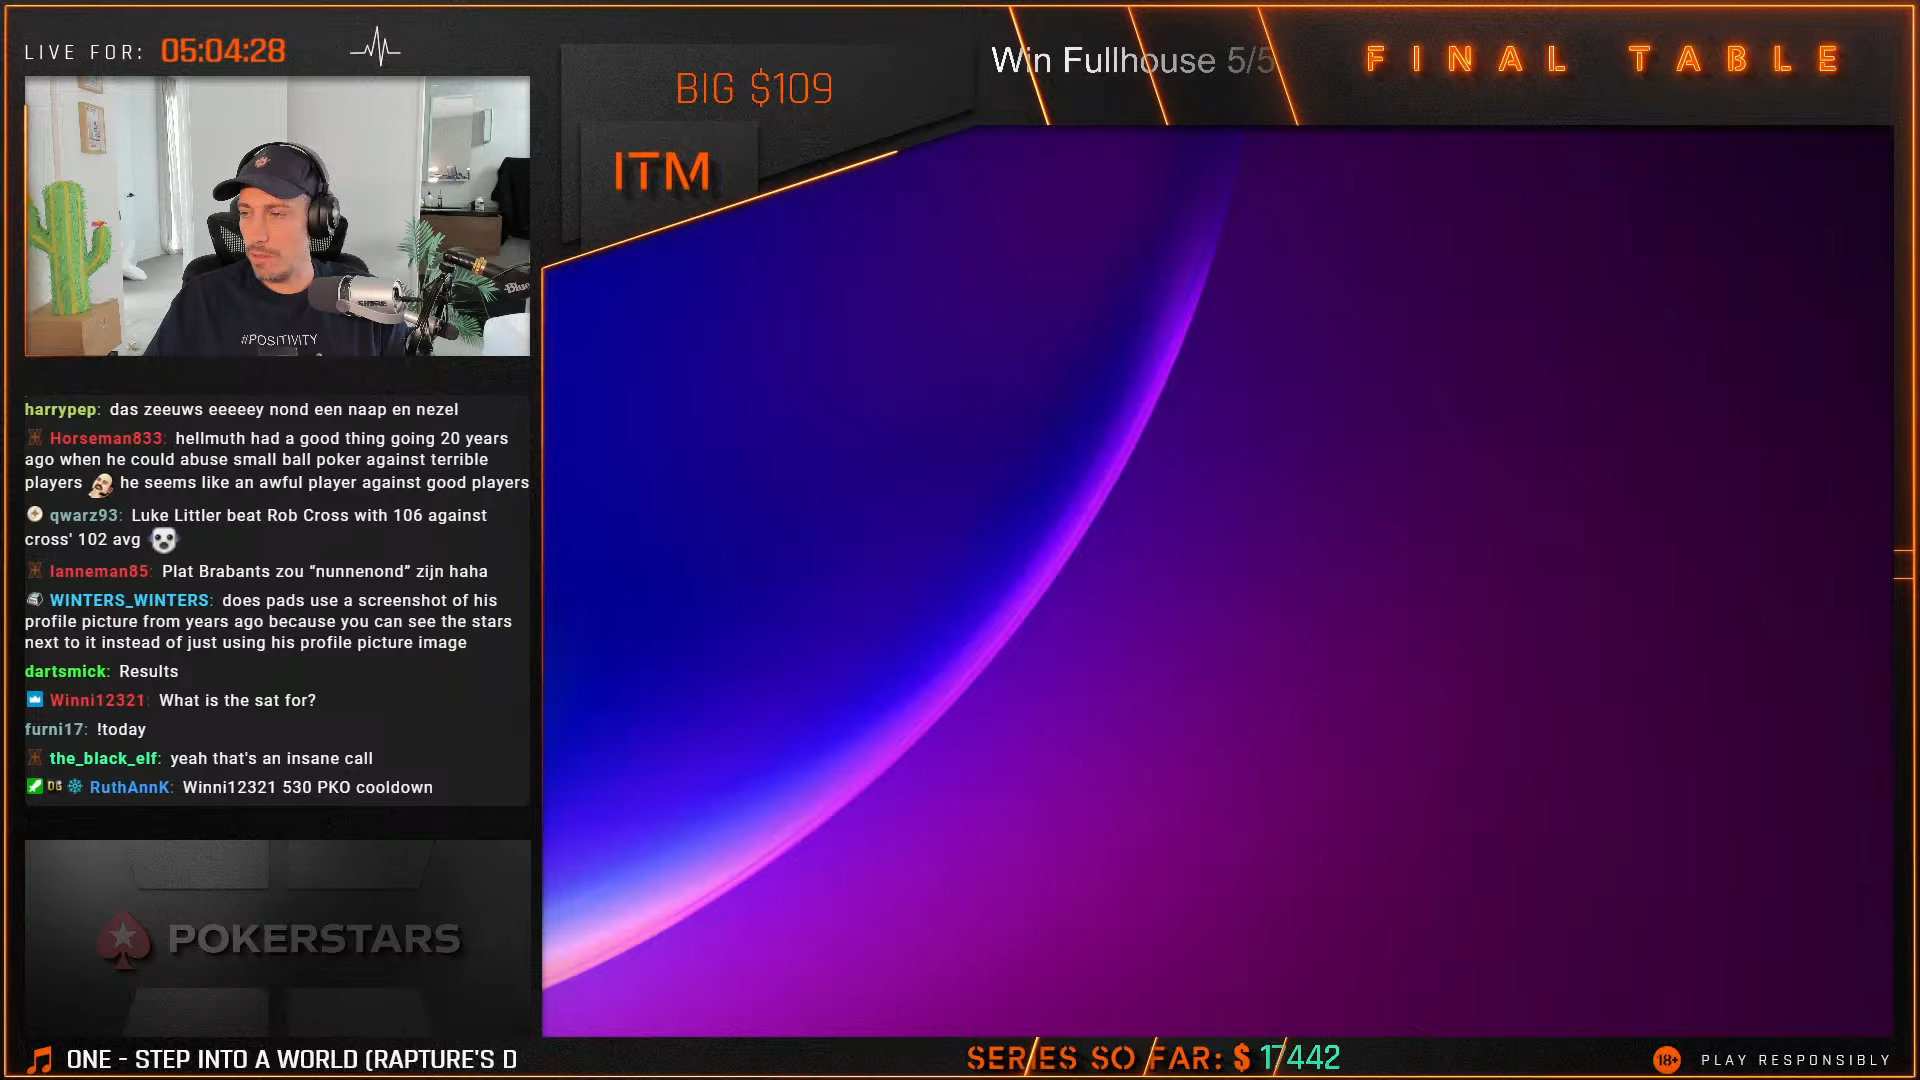 LIVE FOR: 05:04:28
BIG $109
ITM
Win Fullhouse 5/5
FINAL TABLE
#POSITIVITY
SHURE
Blue
harrypep: das zeeuws eeeeey nond een naap en nezel
Horseman833: hellmuth had a good thing going 20 years
ago when he could abuse small ball poker against terrible
players he seems like an awful player against good players
qwarz93: Luke Littler beat Rob Cross with 106 against
cross' 102 avg
lanneman85: Plat Brabants zou “nunnenond” zijn haha
WINTERS_WINTERS: does pads use a screenshot of his
profile picture from years ago because you can see the stars
next to it instead of just using his profile picture image
dartsmick: Results
Winni12321: What is the sat for?
furni17: !today
the_black_elf: yeah that's an insane call
RuthAnnK: Winni12321 530 PKO cooldown
POKERSTARS
ONE - STEP INTO A WORLD (RAPTURE'S D
SERIES SO FAR: $ 17442
18+ PLAY RESPONSIBLY